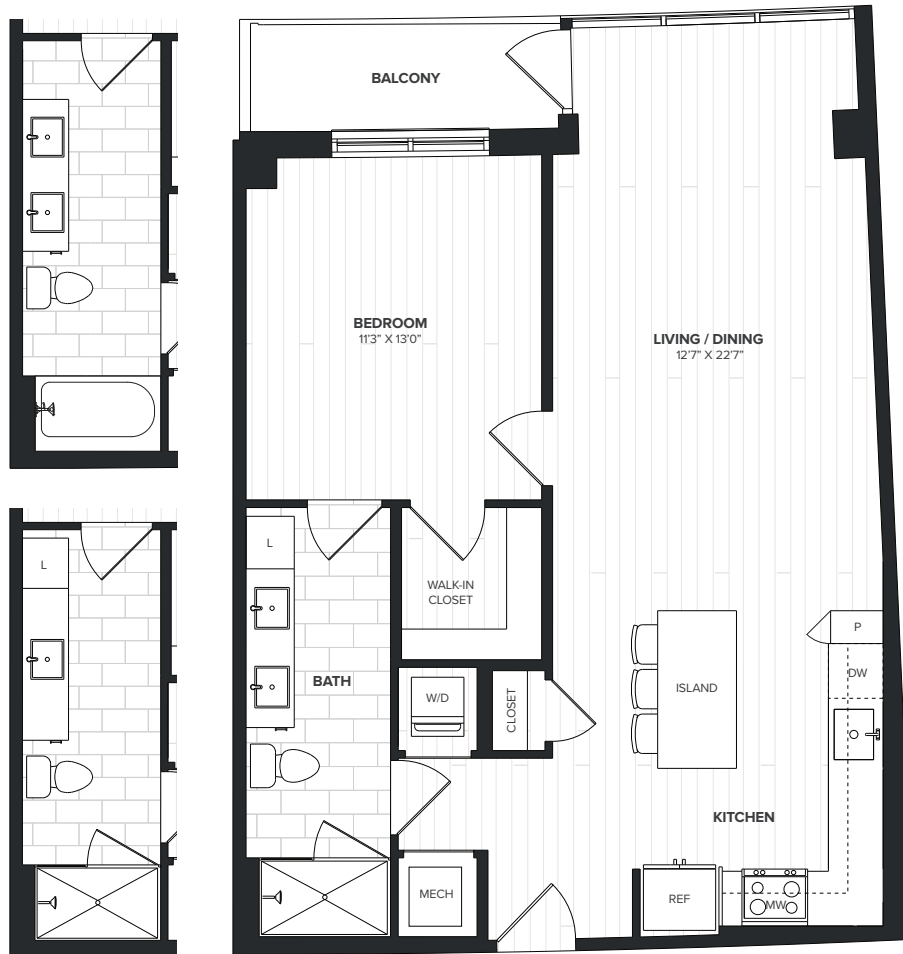 BALCONY
BEDROOM
11'3" X 13'0"
LIVING / DINING
12'7" X 22'7"
L
L
WALK-IN
CLOSET
P
BATH
W/D
CLOSET
ISLAND
DW
KITCHEN
MECH
REF
MW